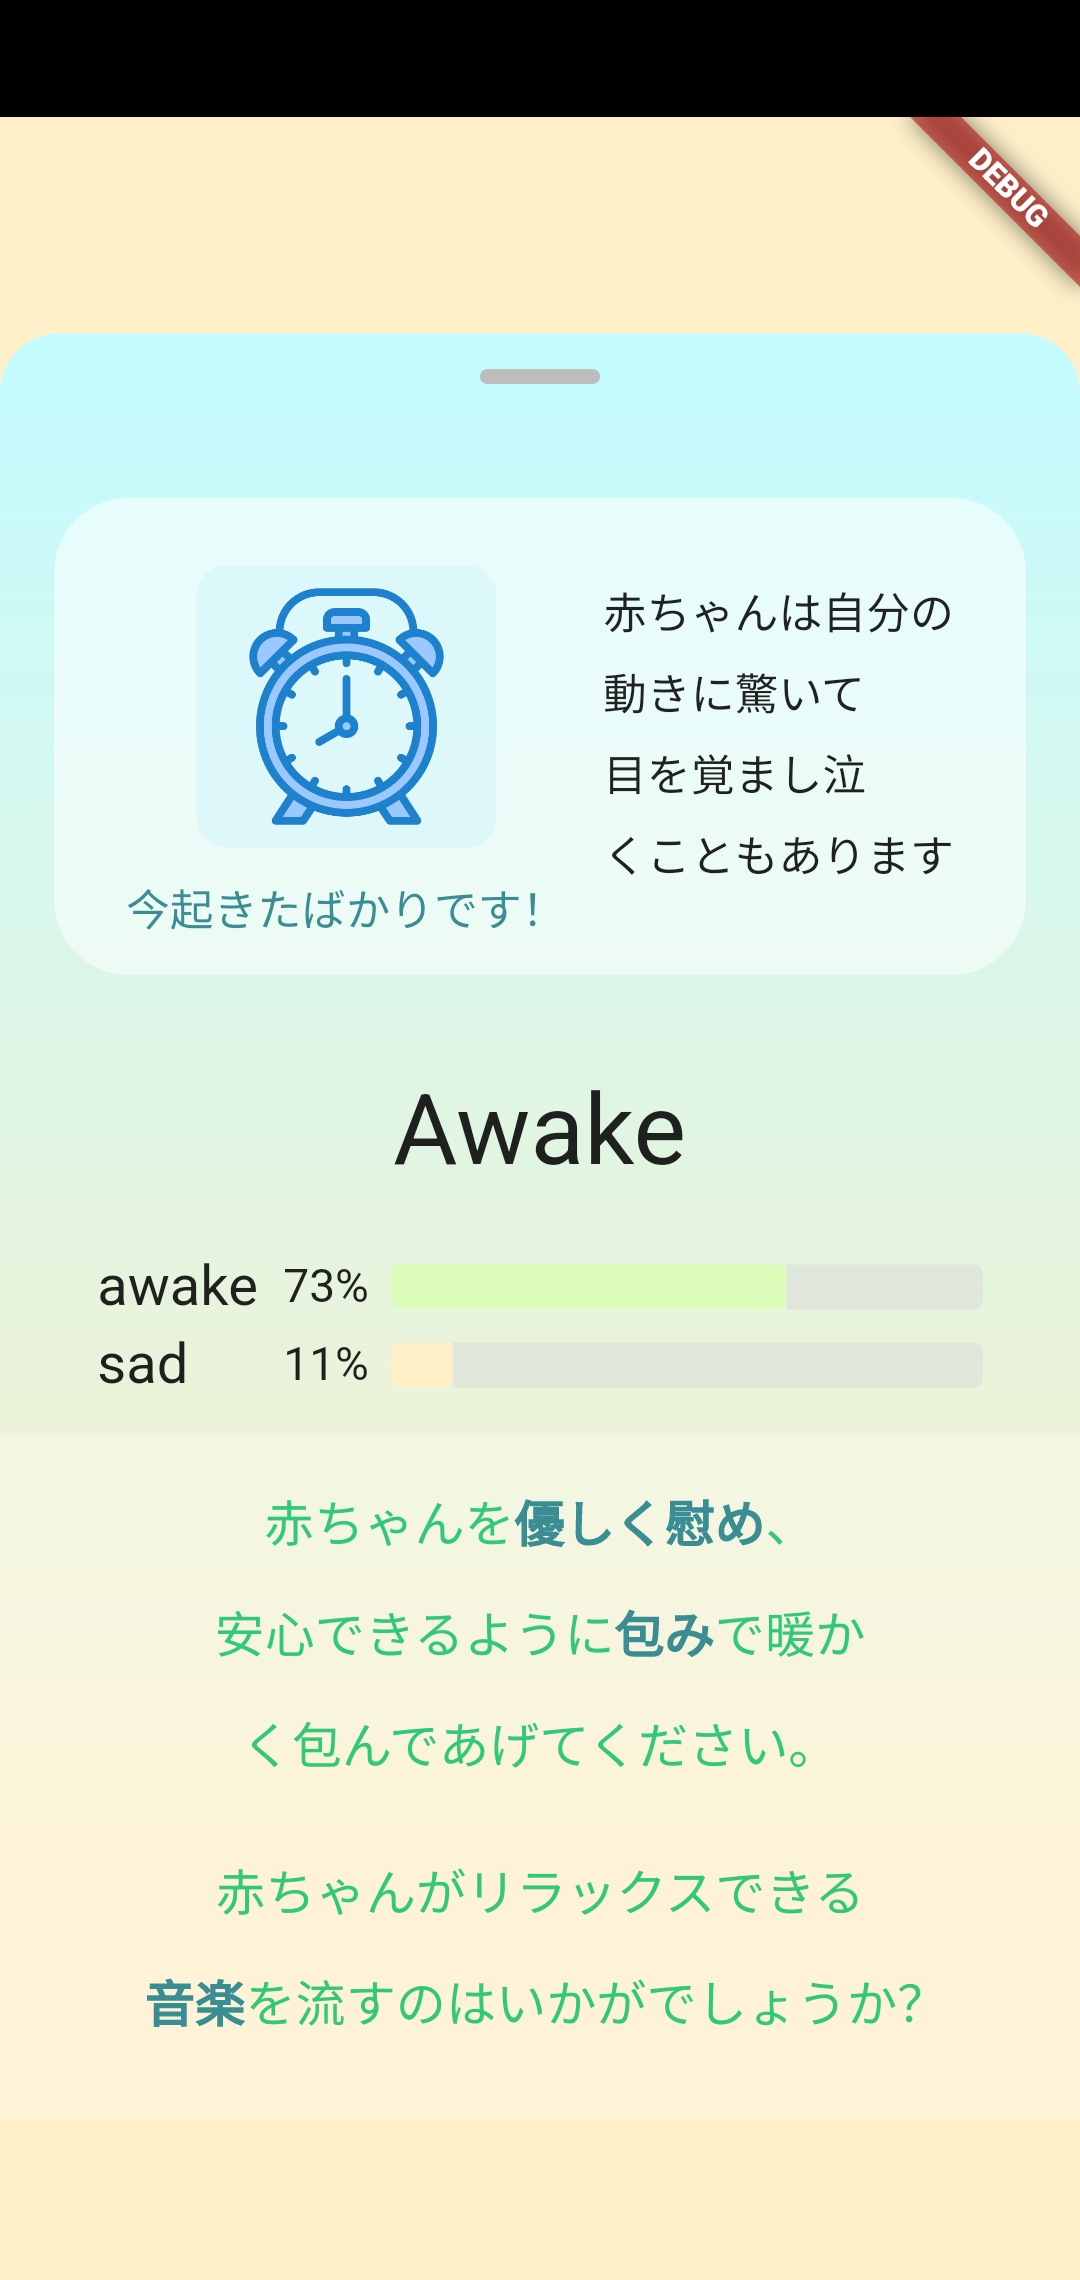 DEBUG
赤ちゃんは自分の
動きに驚いて
目を覚まし泣
くこともあります
今起きたばかりです!
Awake
awake 73%
sad 11%
赤ちゃんを優しく慰め、
安心できるように包みで暖か
く包んであげてください。
赤ちゃんがリラックスできる
音楽を流すのはいかがでしょうか?